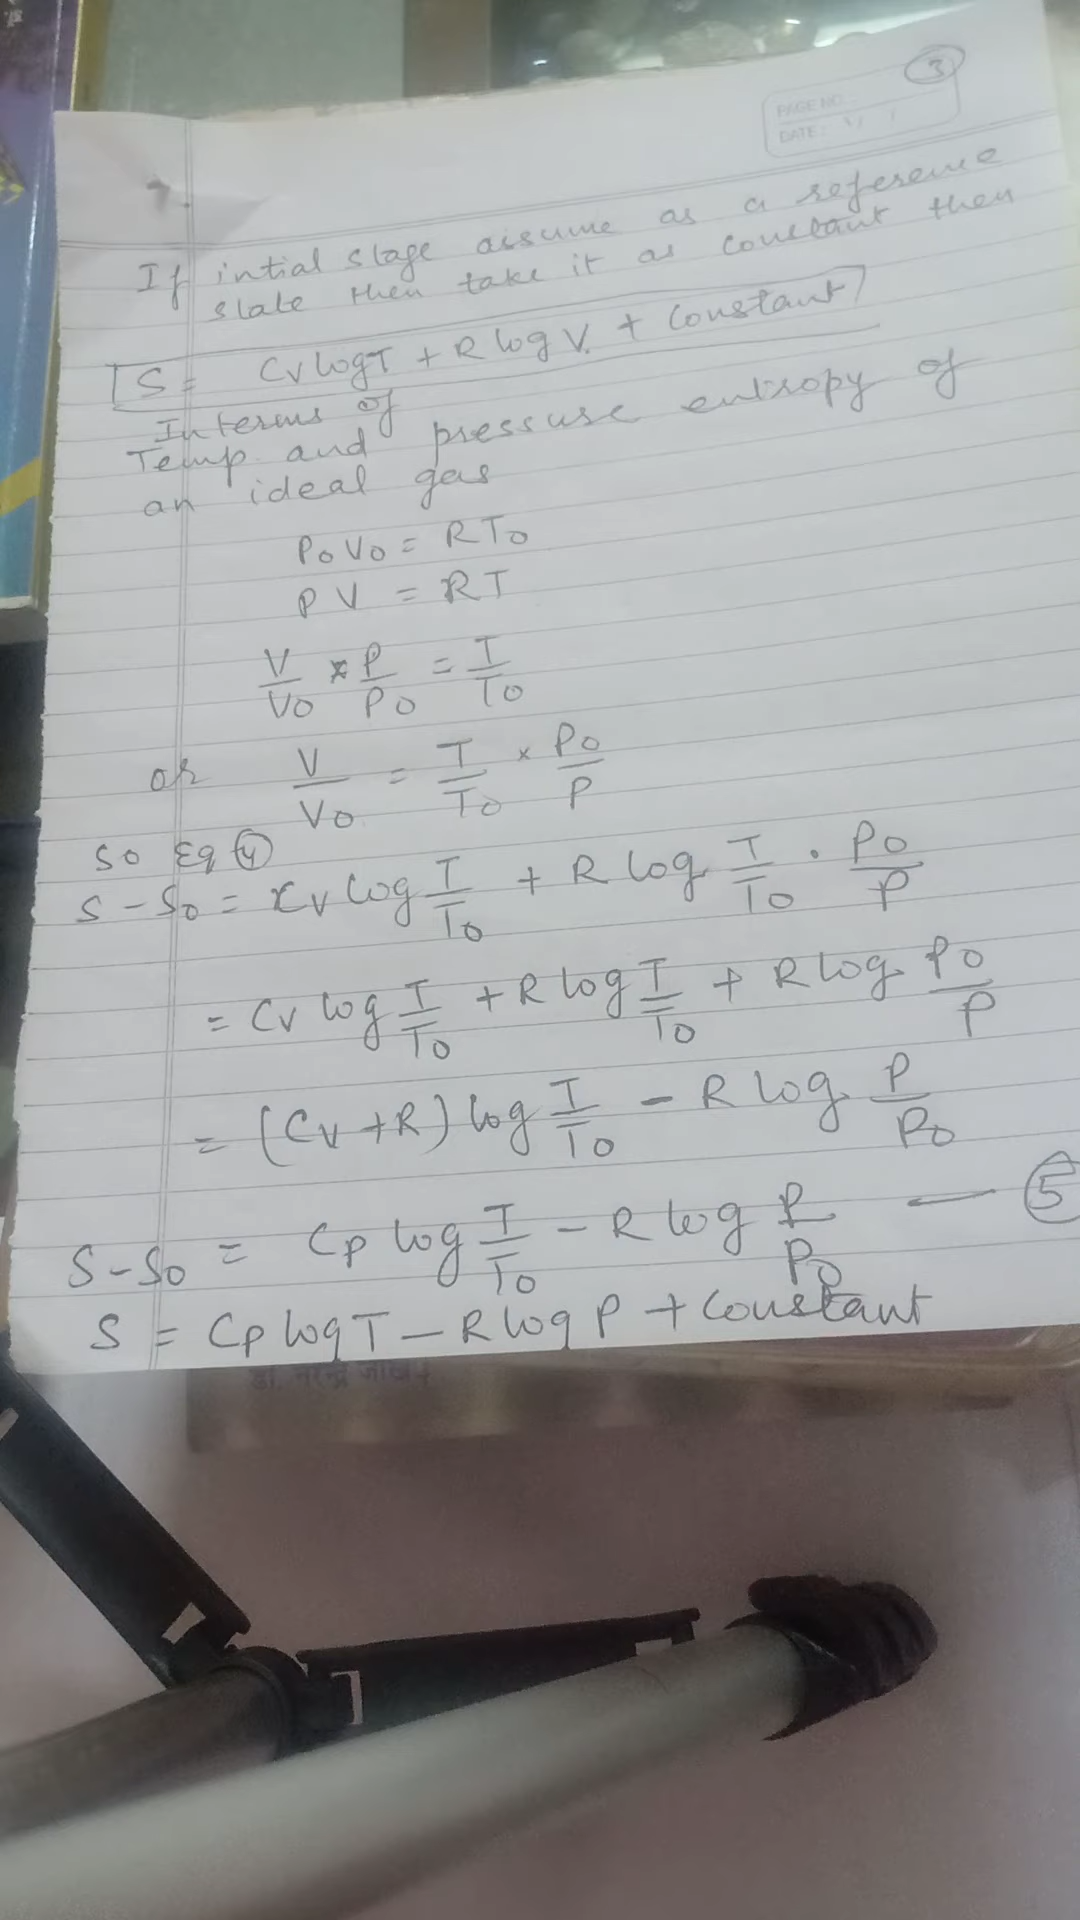 3
PAGE NO.
DATE:
If intial stage assume as a reference
state then take it as constant then
S = Cv log T + R log V. + Constant
Interms of
Temp. and pressure entropy of
an ideal gas
P0 V0 = R T0
P V = R T
V/V0 × P/P0 = T/T0
or V/V0 = T/T0 × P0/P
so Eq (4)
S - S0 = Cv log T/T0 + R log T/T0 . P0/P
= Cv log T/T0 + R log T/T0 + R log P0/P
= (Cv + R) log T/T0 - R log P/P0
S - S0 = Cp log T/T0 - R log P/P0 — (5)
S = Cp log T - R log P + Constant
डॉ. नरेन्द्र